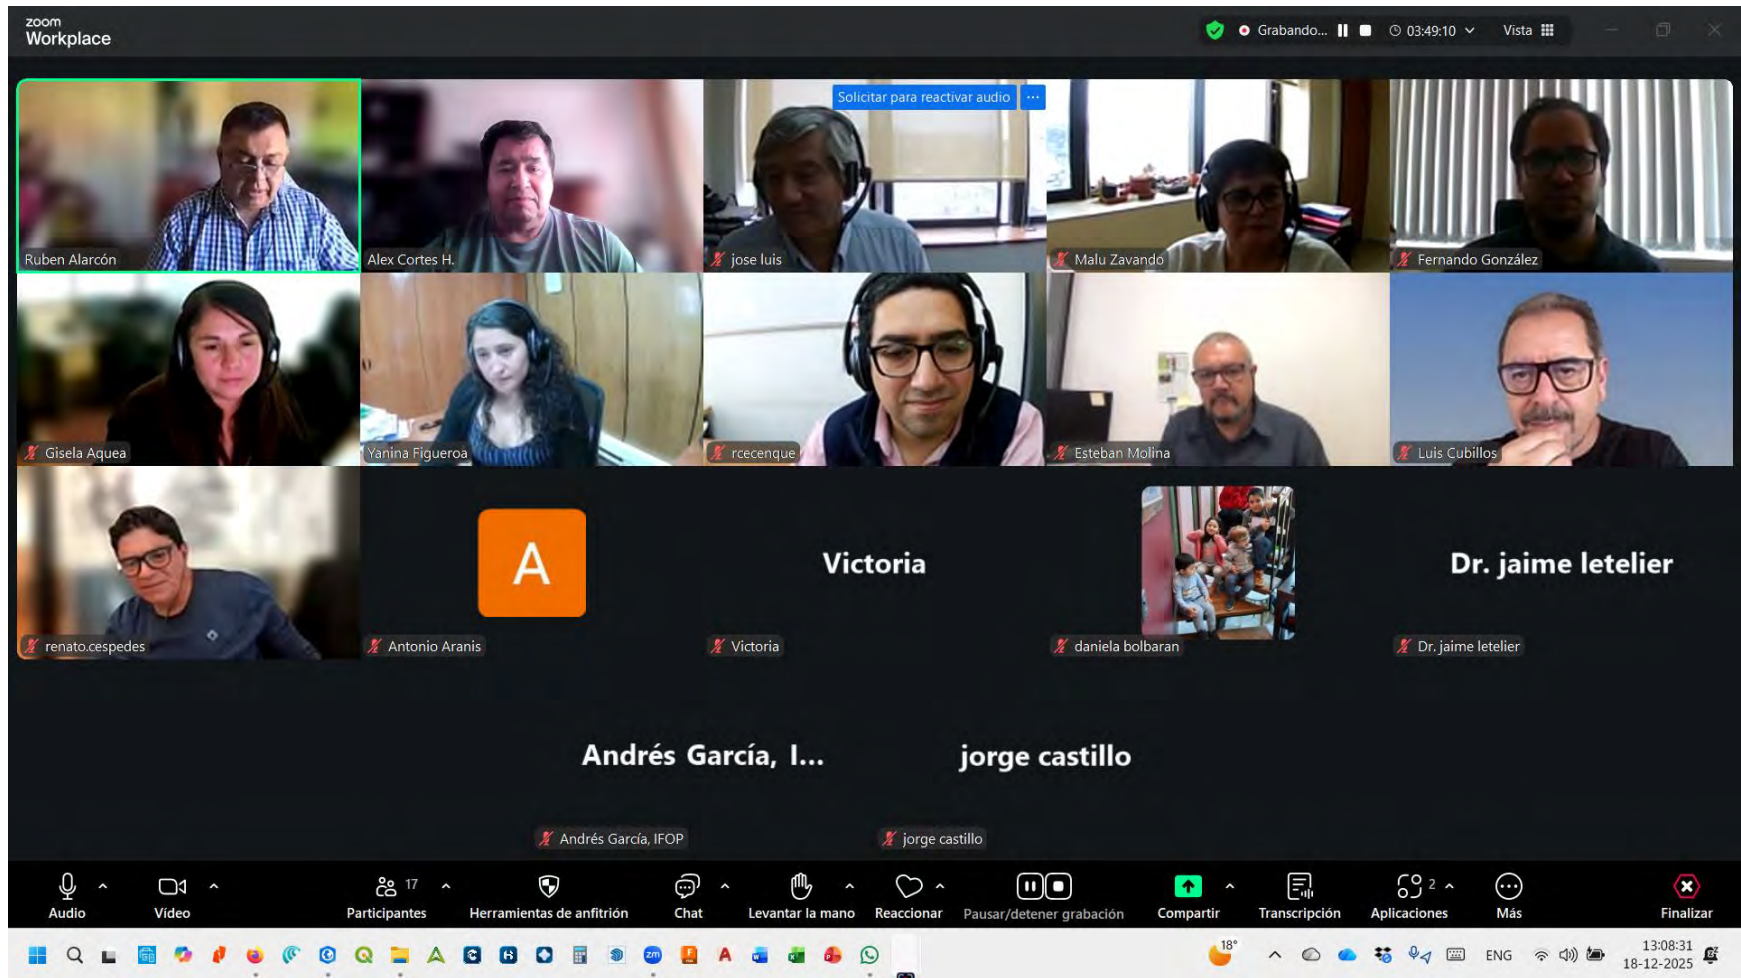 zoom
Workplace
Grabando...
03:49:10
Vista
Solicitar para reactivar audio
...
Ruben Alarcón
Alex Cortes H.
jose luis
Malu Zavando
Fernando González
Gisela Aquea
Yanina Figueroa
rcecenque
Esteban Molina
Luis Cubillos
A
Victoria
Dr. jaime letelier
renato.cespedes
Antonio Aranis
Victoria
daniela bolbaran
Dr. jaime letelier
Andrés García, I...
jorge castillo
Andrés García, IFOP
jorge castillo
17
2
Audio
Vídeo
Participantes
Herramientas de anfitrión
Chat
Levantar la mano
Reaccionar
Pausar/detener grabación
Compartir
Transcripción
Aplicaciones
Más
Finalizar
18°
ENG
13:08:31
18-12-2025